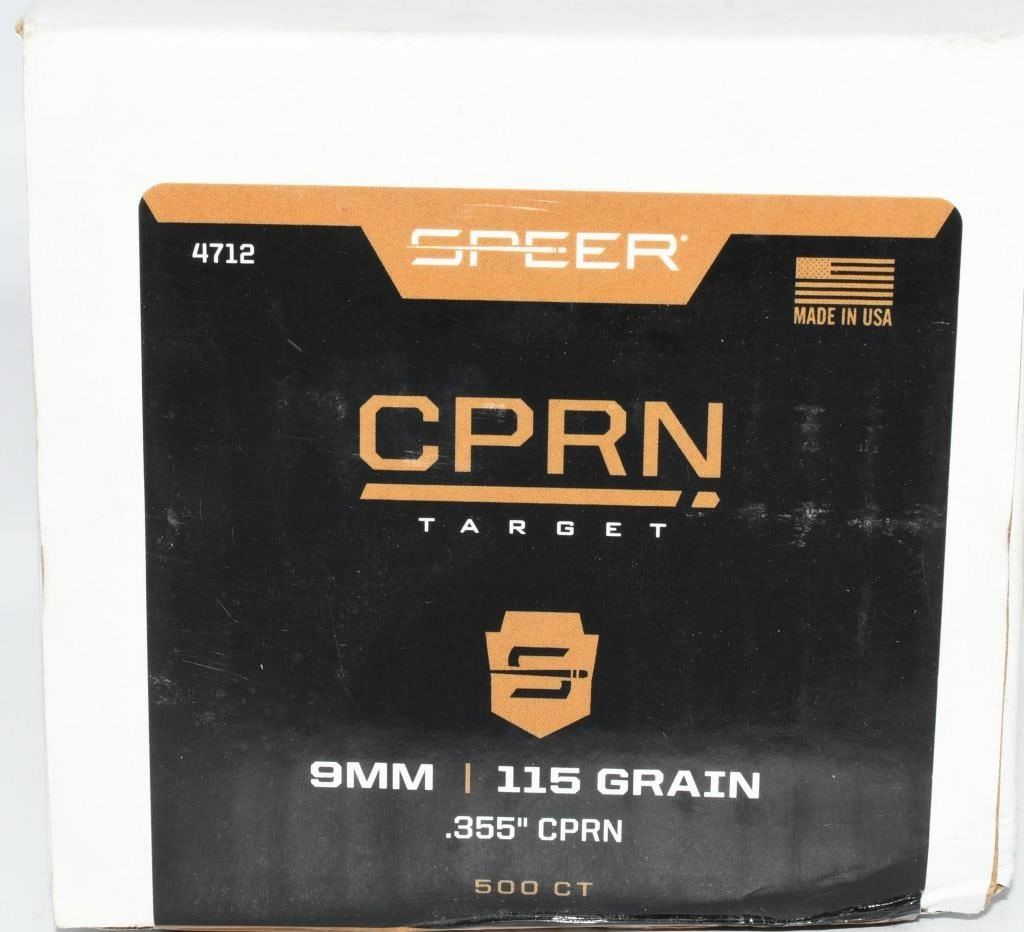 SPEER
4712
MADE IN USA
CPRN
TARGET
S
9MM | 115 GRAIN
.355" CPRN
500 CT